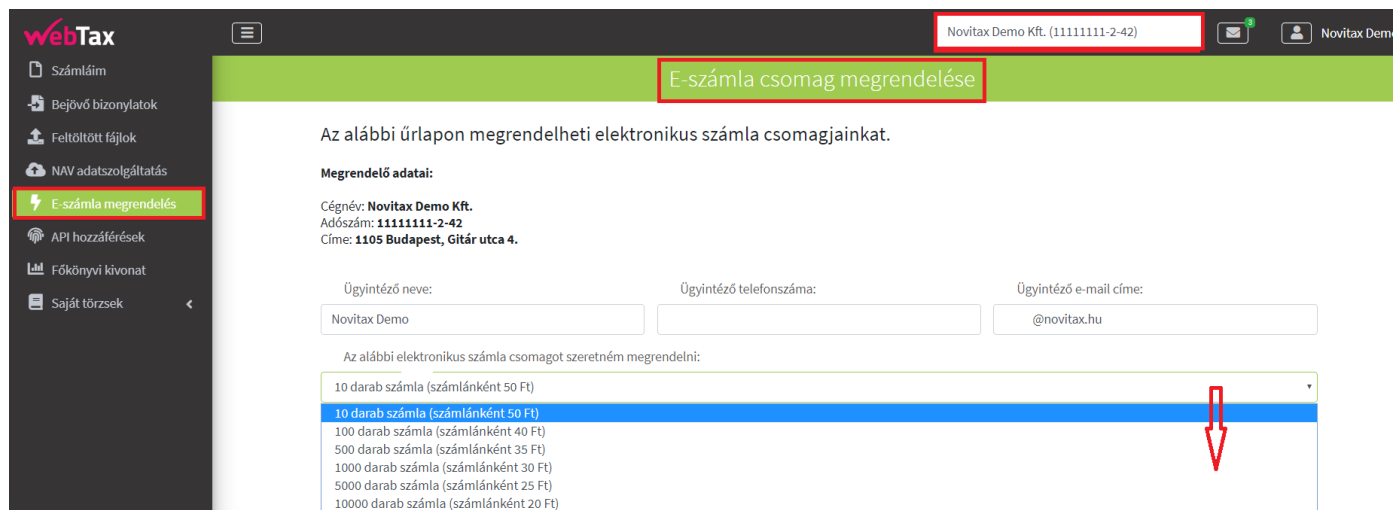 webTax
Novitax Demo Kft. (11111111-2-42)
3
Novitax Demo
Számláim
Bejövő bizonylatok
Feltöltött fájlok
NAV adatszolgáltatás
E-számla megrendelés
API hozzáférések
Főkönyvi kivonat
Saját törzsek
E-számla csomag megrendelése
Az alábbi űrlapon megrendelheti elektronikus számla csomagjainkat.
Megrendelő adatai:
Cégnév: Novitax Demo Kft.
Adószám: 11111111-2-42
Címe: 1105 Budapest, Gitár utca 4.
Ügyintéző neve: Ügyintéző telefonszáma: Ügyintéző e-mail címe:
Novitax Demo @novitax.hu
Az alábbi elektronikus számla csomagot szeretném megrendelni:
10 darab számla (számlánként 50 Ft)
10 darab számla (számlánként 50 Ft)
100 darab számla (számlánként 40 Ft)
500 darab számla (számlánként 35 Ft)
1000 darab számla (számlánként 30 Ft)
5000 darab számla (számlánként 25 Ft)
10000 darab számla (számlánként 20 Ft)